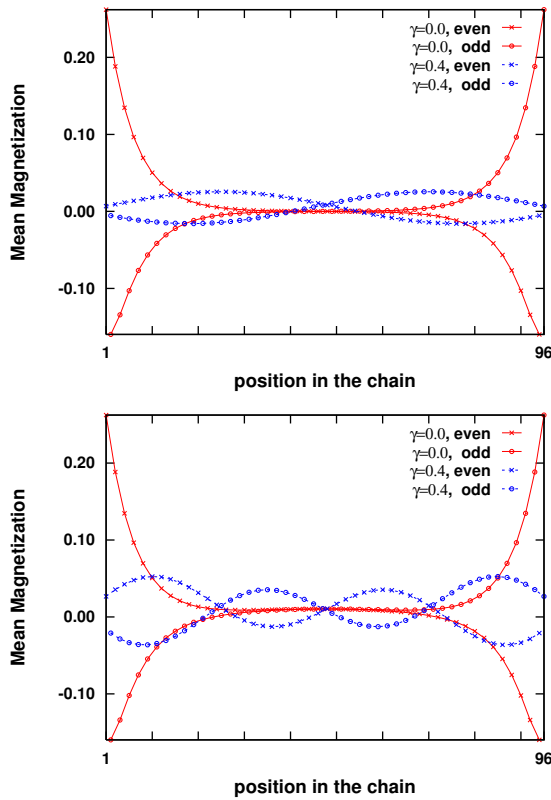 0.20
0.10
0.00
-0.10
Mean Magnetization
γ=0.0, even
γ=0.0, odd
γ=0.4, even
γ=0.4, odd
1
96
position in the chain
0.20
0.10
0.00
-0.10
Mean Magnetization
γ=0.0, even
γ=0.0, odd
γ=0.4, even
γ=0.4, odd
1
96
position in the chain